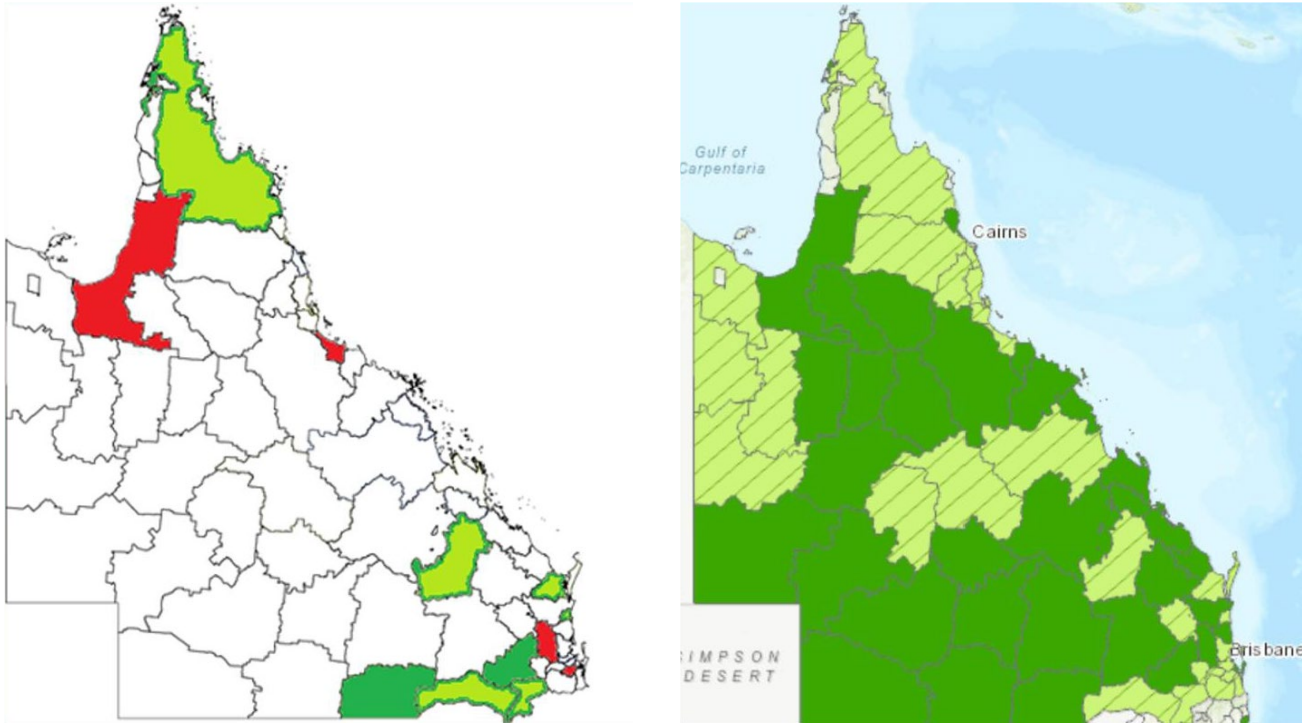 Gulf of
Carpentaria
Cairns
Brisbane
SIMPSON
DESERT